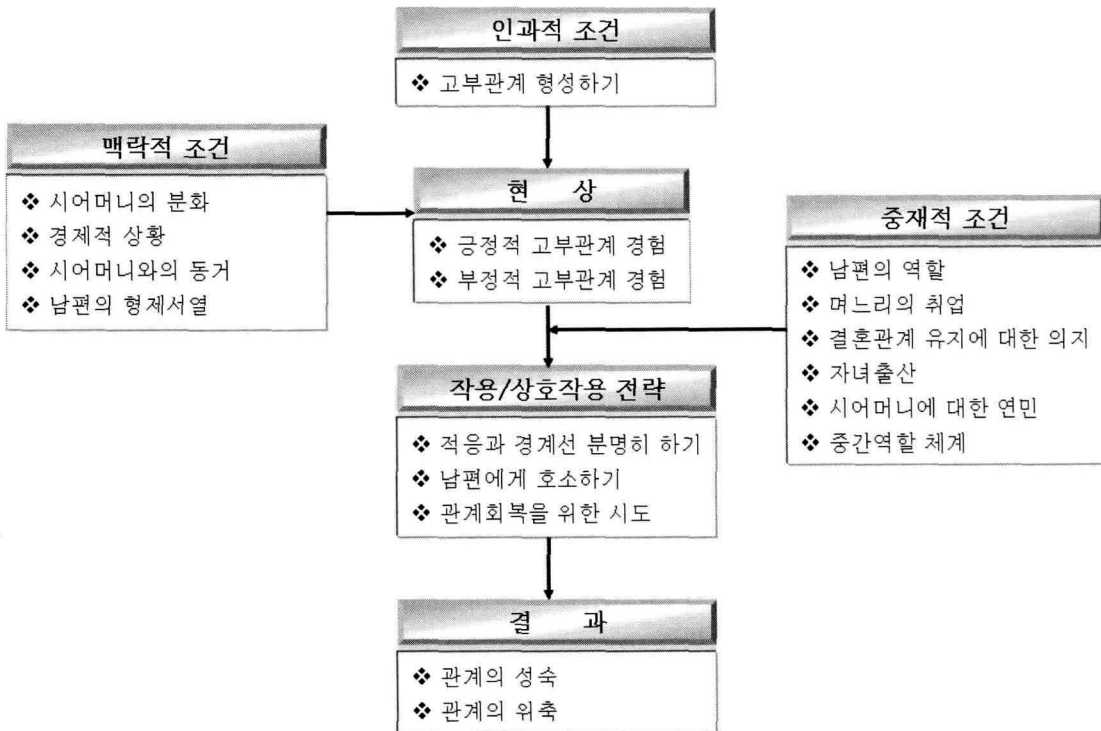 인과적 조건
❖ 고부관계 형성하기
맥락적 조건
❖ 시어머니의 분화
❖ 경제적 상황
❖ 시어머니와의 동거
❖ 남편의 형제서열
현 상
❖ 긍정적 고부관계 경험
❖ 부정적 고부관계 경험
중재적 조건
❖ 남편의 역할
❖ 며느리의 취업
❖ 결혼관계 유지에 대한 의지
❖ 자녀출산
❖ 시어머니에 대한 연민
❖ 중간역할 체계
작용/상호작용 전략
❖ 적응과 경계선 분명히 하기
❖ 남편에게 호소하기
❖ 관계회복을 위한 시도
결 과
❖ 관계의 성숙
❖ 관계의 위축